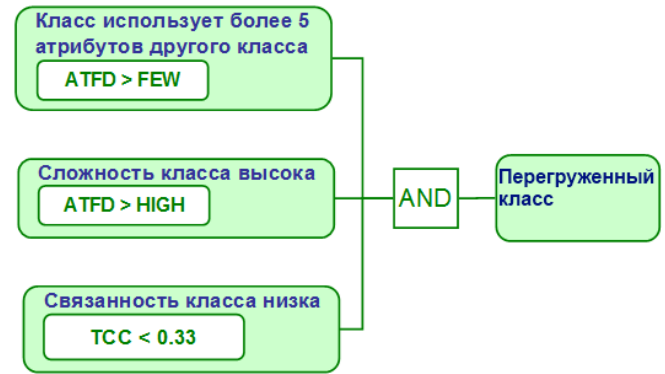 Класс использует более 5
атрибутов другого класса
ATFD > FEW
Сложность класса высока
ATFD > HIGH
AND
Перегруженный
класс
Связанность класса низка
TCC < 0.33